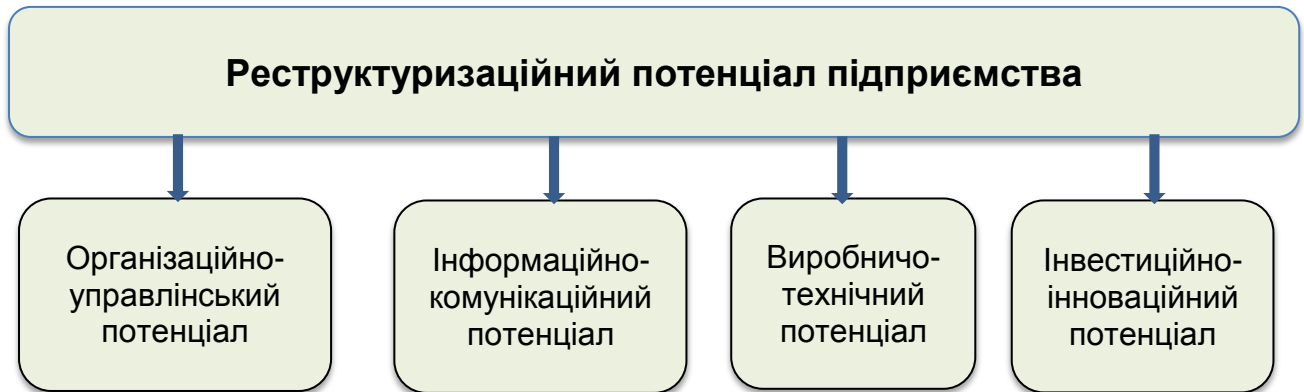 Реструктуризаційний потенціал підприємства
Організаційно-
управлінський
потенціал
Інформаційно-
комунікаційний
потенціал
Виробничо-
технічний
потенціал
Інвестиційно-
інноваційний
потенціал